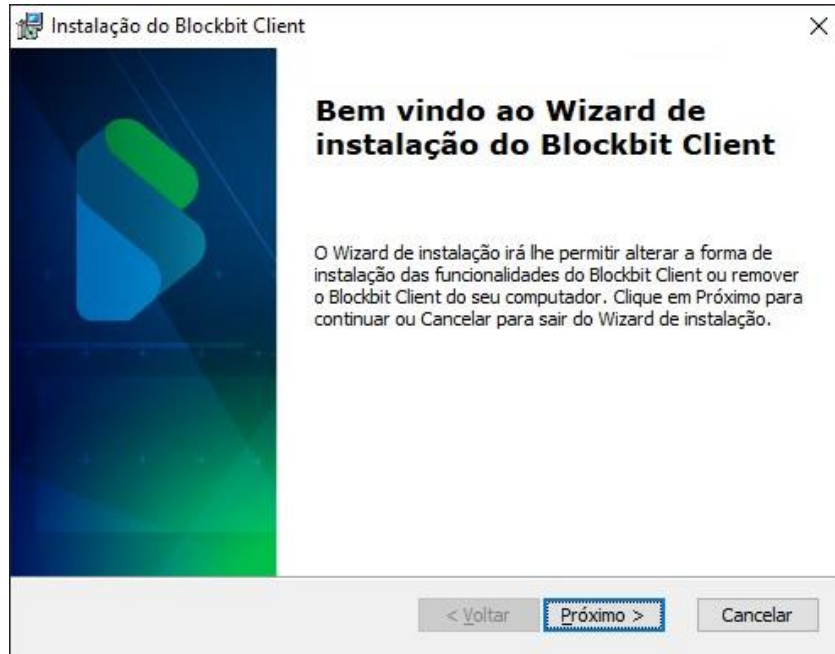 Instalação do Blockbit Client
Bem vindo ao Wizard de
instalação do Blockbit Client
O Wizard de instalação irá lhe permitir alterar a forma de
instalação das funcionalidades do Blockbit Client ou remover
o Blockbit Client do seu computador. Clique em Próximo para
continuar ou Cancelar para sair do Wizard de instalação.
< Voltar Próximo > Cancelar